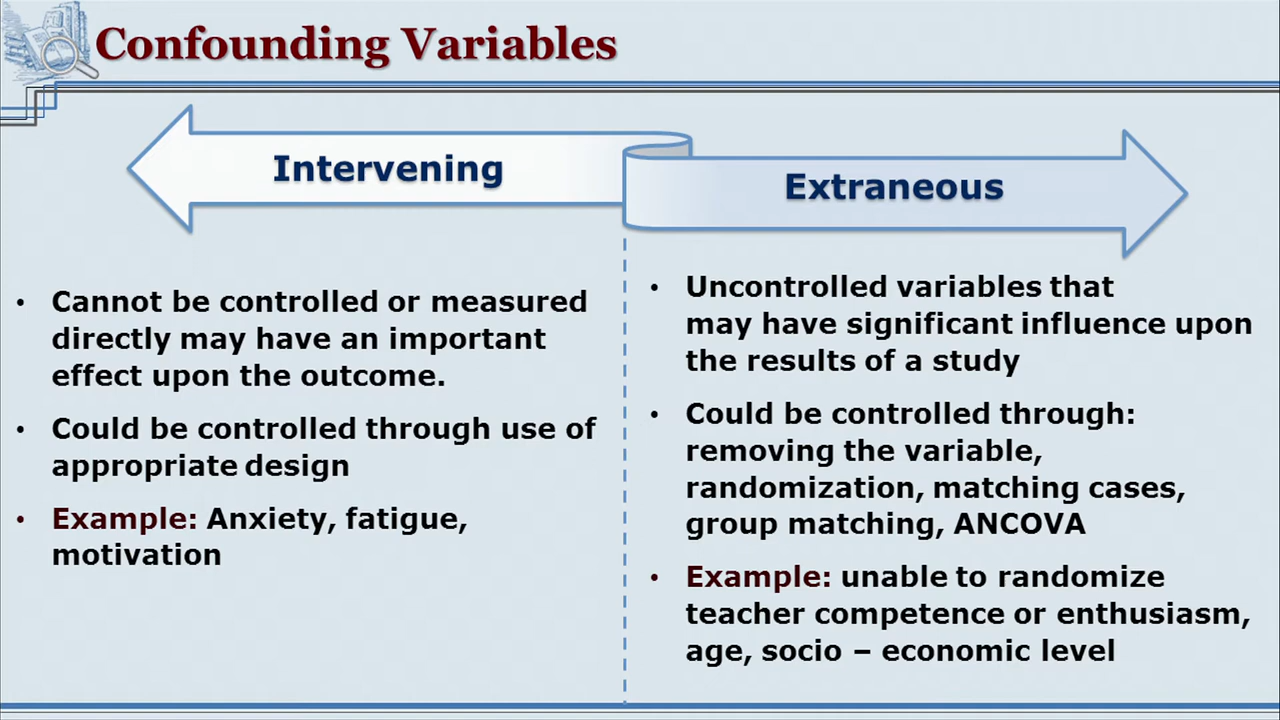 Confounding Variables
Intervening
• Cannot be controlled or measured
directly may have an important
effect upon the outcome.
• Could be controlled through use of
appropriate design
• Example: Anxiety, fatigue,
motivation
Extraneous
• Uncontrolled variables that
may have significant influence upon
the results of a study
• Could be controlled through:
removing the variable,
randomization, matching cases,
group matching, ANCOVA
• Example: unable to randomize
teacher competence or enthusiasm,
age, socio – economic level